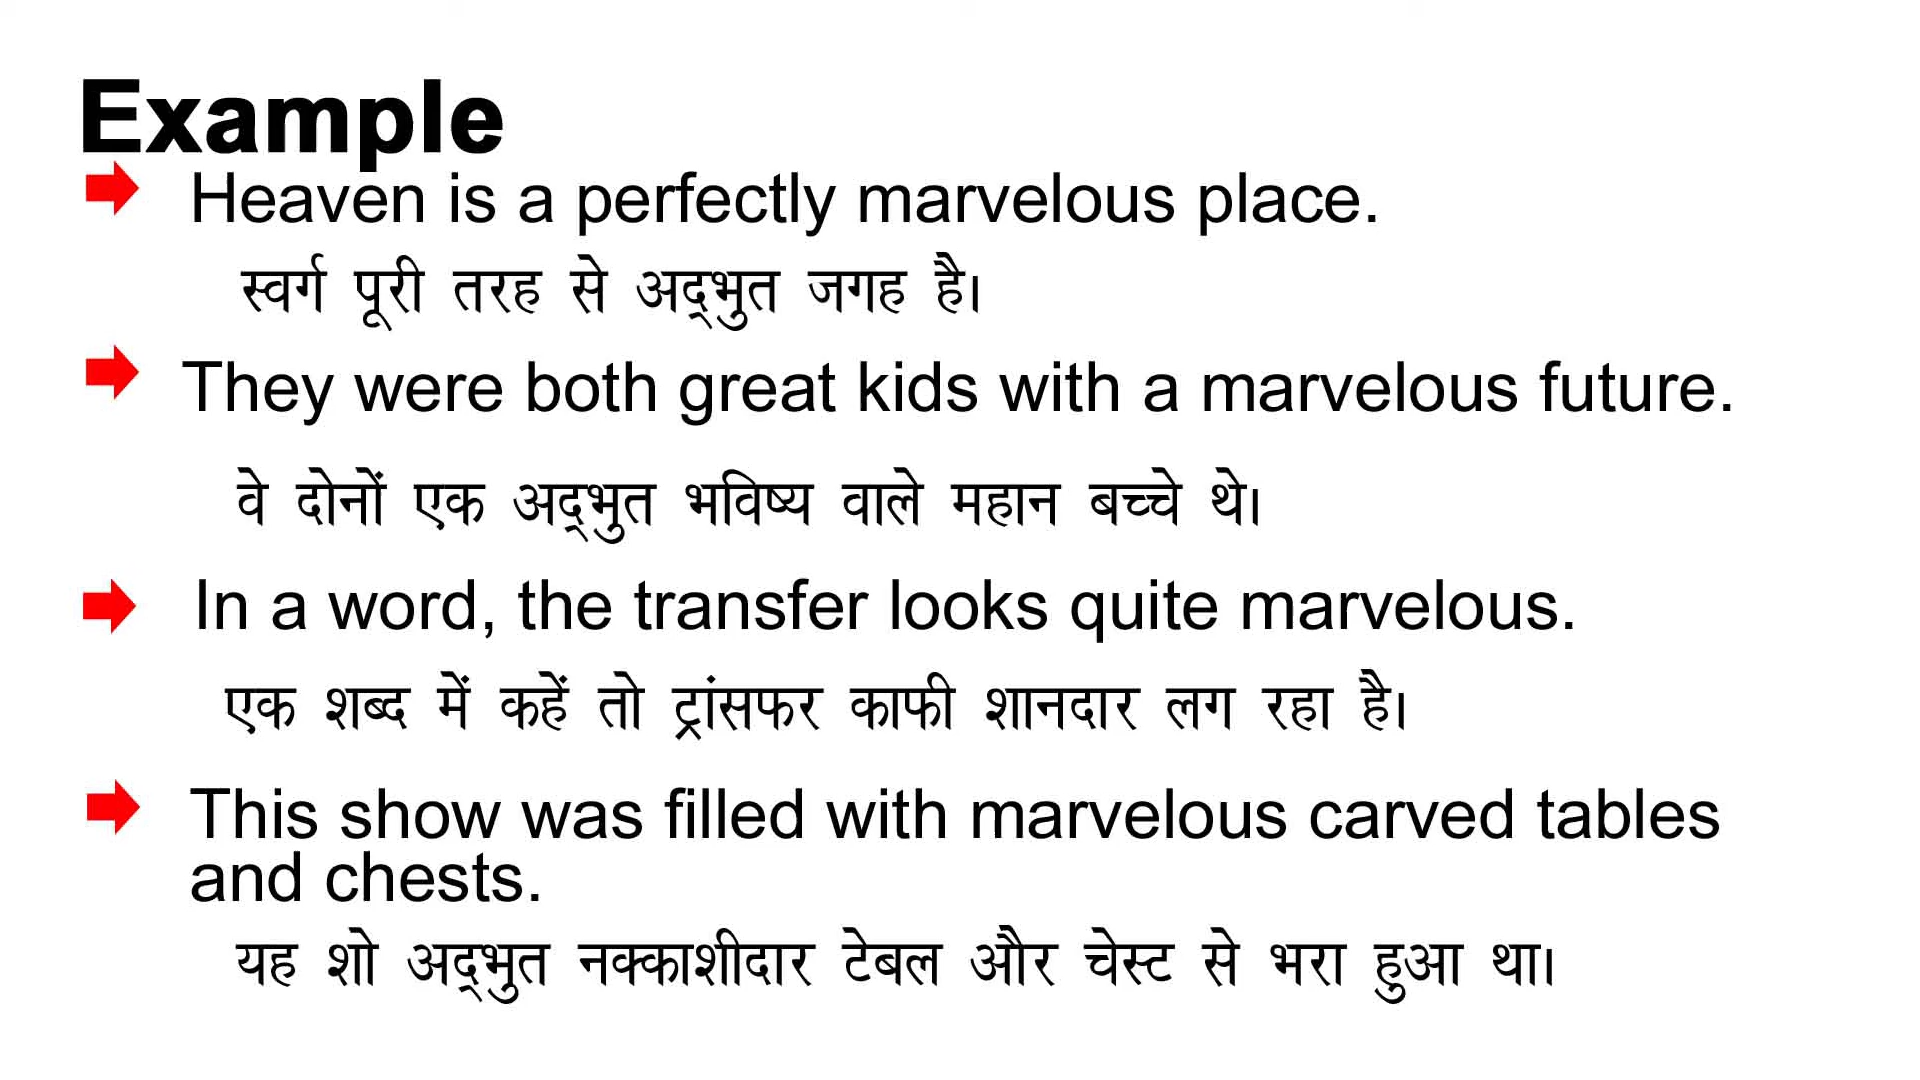 Example
Heaven is a perfectly marvelous place.
स्वर्ग पूरी तरह से अद्भुत जगह है।
They were both great kids with a marvelous future.
वे दोनों एक अद्भुत भविष्य वाले महान बच्चे थे।
In a word, the transfer looks quite marvelous.
एक शब्द में कहें तो ट्रांसफर काफी शानदार लग रहा है।
This show was filled with marvelous carved tables
and chests.
यह शो अद्भुत नक्काशीदार टेबल और चेस्ट से भरा हुआ था।